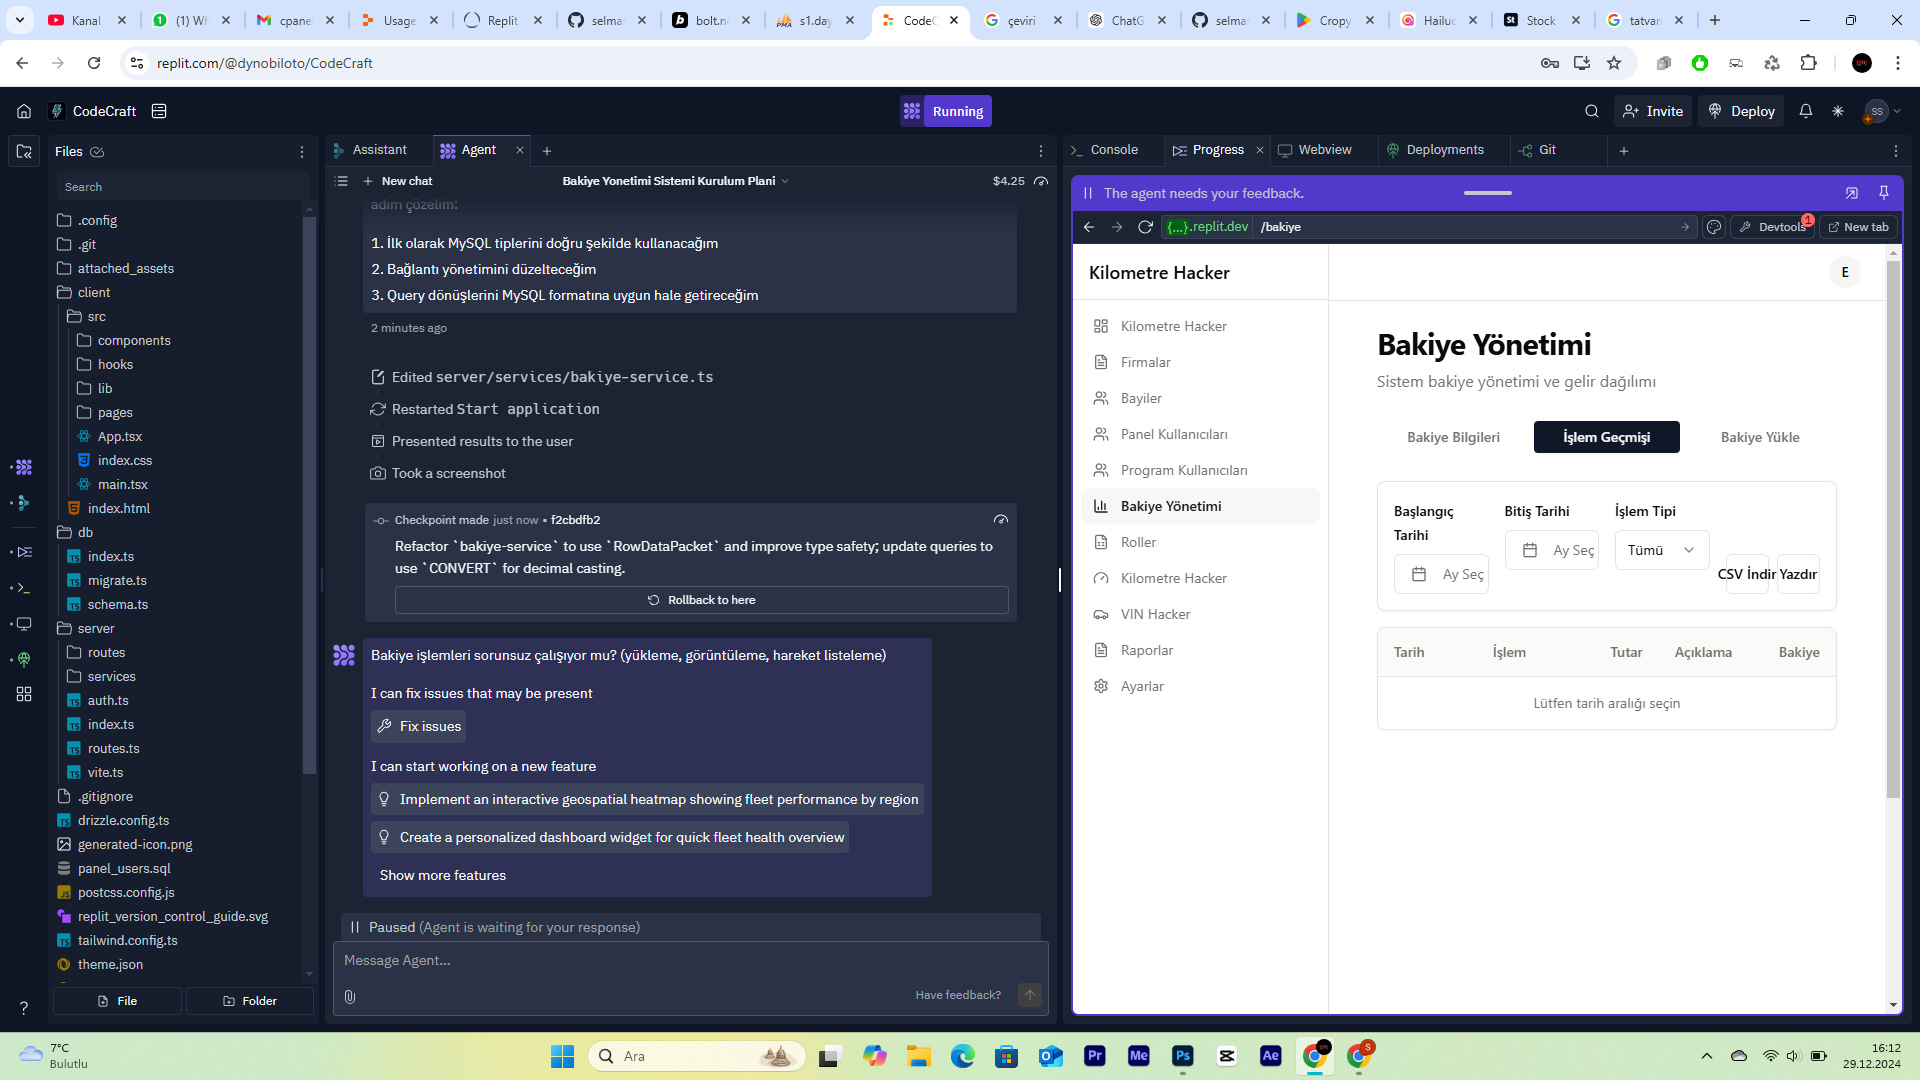 Kanal
(1) Wh
cpane
Usage
Replit
selma
bolt.ne
s1.day
CodeC
çeviri -
ChatG
selma
Cropy
Hailuo
Stock
tatvan
replit.com/@dynobiloto/CodeCraft
CodeCraft
Running
Invite
Deploy
SS
Files
Search
.config
.git
attached_assets
client
src
components
hooks
lib
pages
App.tsx
index.css
main.tsx
index.html
db
index.ts
migrate.ts
schema.ts
server
routes
services
auth.ts
index.ts
routes.ts
vite.ts
.gitignore
drizzle.config.ts
generated-icon.png
panel_users.sql
postcss.config.js
replit_version_control_guide.svg
tailwind.config.ts
theme.json
File
Folder
Assistant
Agent
New chat
Bakiye Yonetimi Sistemi Kurulum Plani
$4.25
adım çözelim:
1. İlk olarak MySQL tiplerini doğru şekilde kullanacağım
2. Bağlantı yönetimini düzelteceğim
3. Query dönüşlerini MySQL formatına uygun hale getireceğim
2 minutes ago
Edited server/services/bakiye-service.ts
Restarted Start application
Presented results to the user
Took a screenshot
Checkpoint made just now • f2cbdfb2
Refactor `bakiye-service` to use `RowDataPacket` and improve type safety; update queries to
use `CONVERT` for decimal casting.
Rollback to here
Bakiye işlemleri sorunsuz çalışıyor mu? (yükleme, görüntüleme, hareket listeleme)
I can fix issues that may be present
Fix issues
I can start working on a new feature
Implement an interactive geospatial heatmap showing fleet performance by region
Create a personalized dashboard widget for quick fleet health overview
Show more features
Paused (Agent is waiting for your response)
Message Agent...
Have feedback?
Console
Progress
Webview
Deployments
Git
The agent needs your feedback.
{...}.replit.dev /bakiye
Devtools 1
New tab
Kilometre Hacker
E
Kilometre Hacker
Firmalar
Bayiler
Panel Kullanıcıları
Program Kullanıcıları
Bakiye Yönetimi
Roller
Kilometre Hacker
VIN Hacker
Raporlar
Ayarlar
Bakiye Yönetimi
Sistem bakiye yönetimi ve gelir dağılımı
Bakiye Bilgileri
İşlem Geçmişi
Bakiye Yükle
Başlangıç
Tarihi
Ay Seç
Bitiş Tarihi
Ay Seç
İşlem Tipi
Tümü
CSV İndir
Yazdır
Tarih İşlem Tutar Açıklama Bakiye
Lütfen tarih aralığı seçin
7°C
Bulutlu
Ara
Pr
Me
Ps
Ae
S
16:12
29.12.2024